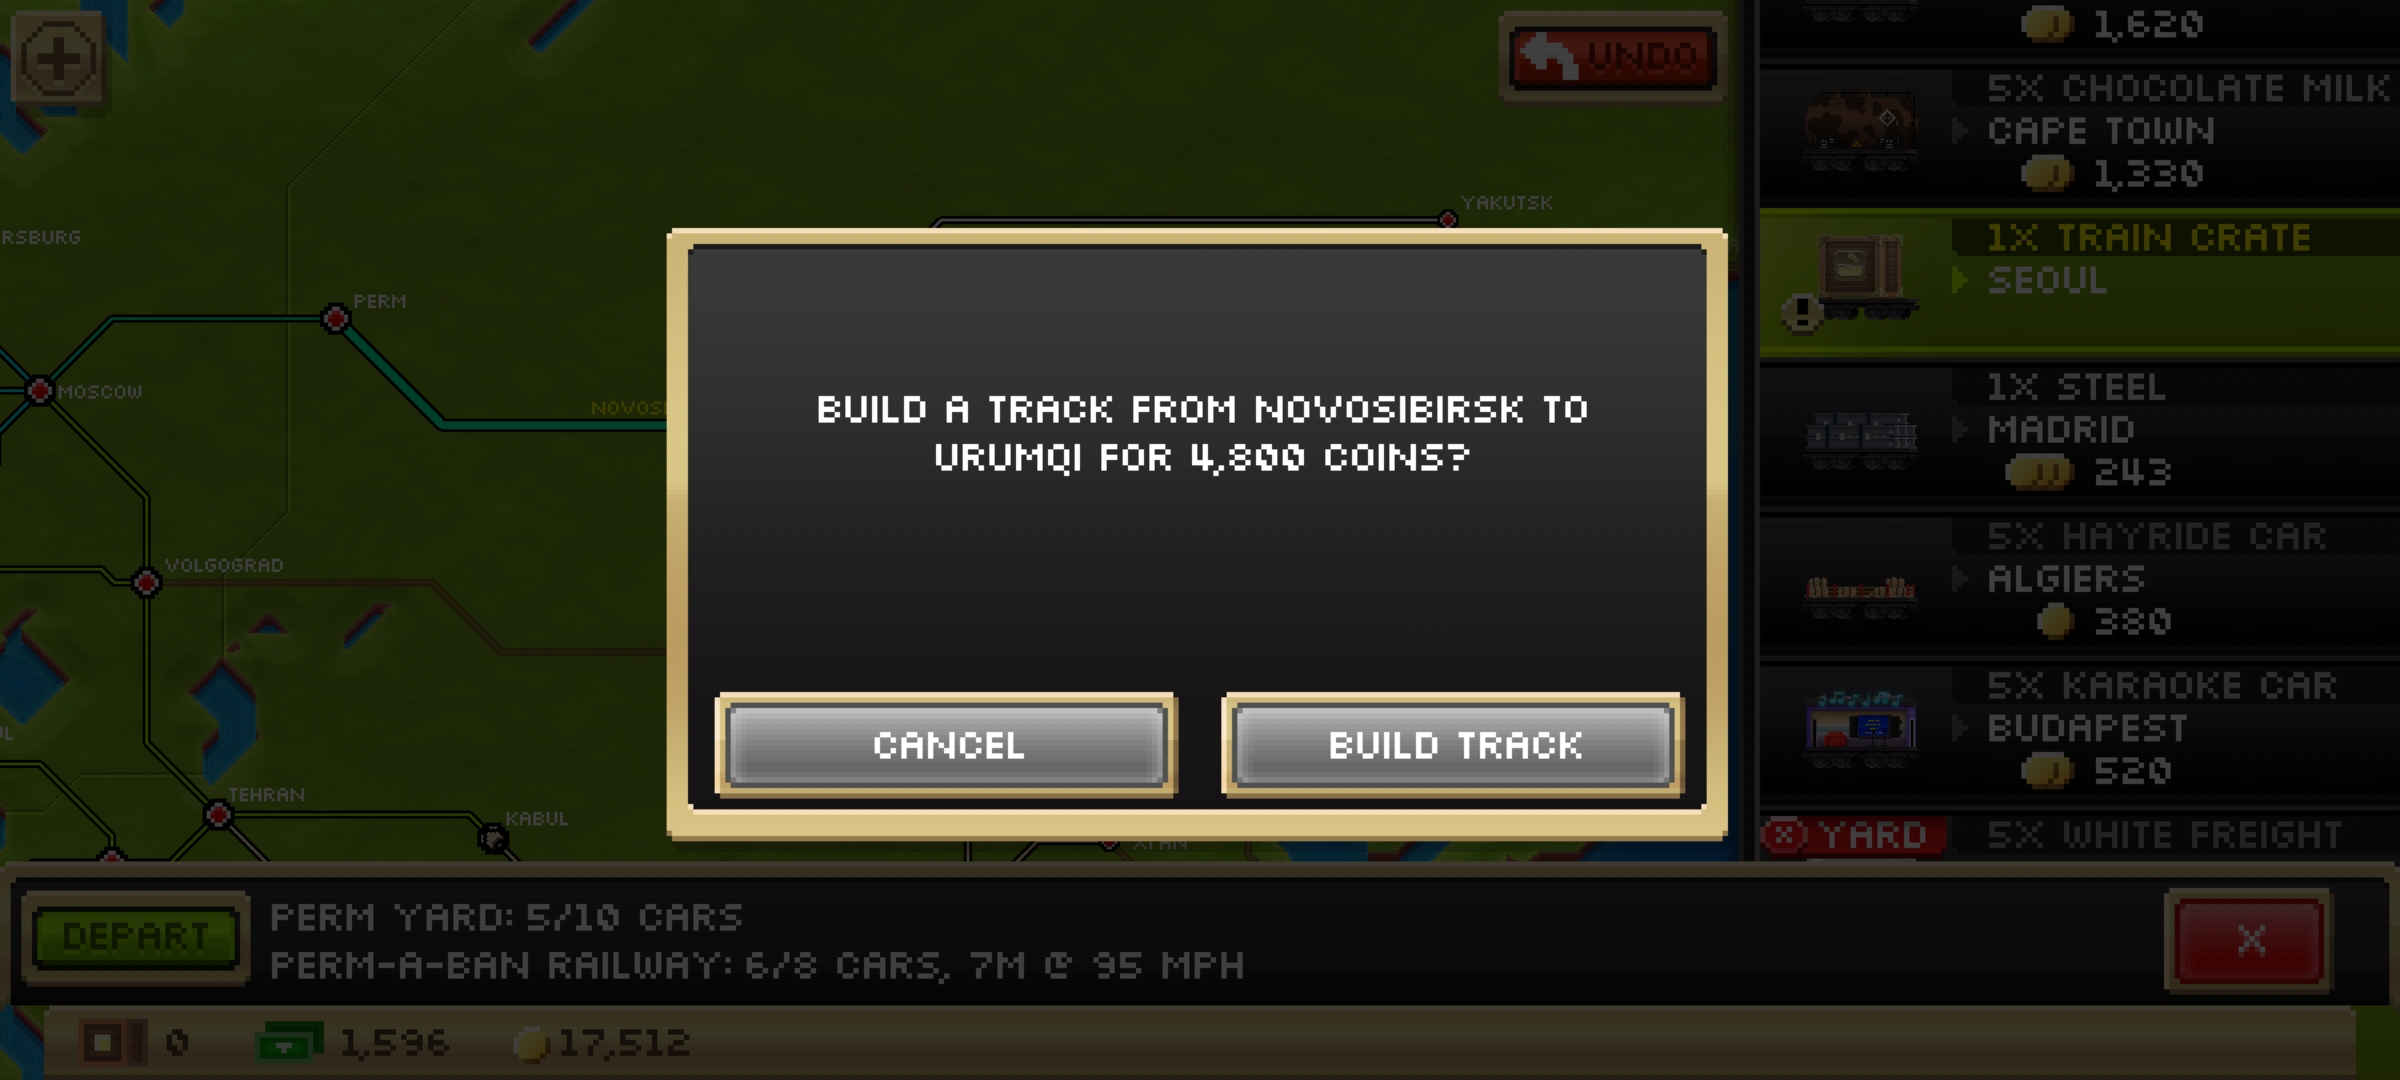 UNDO
1,620
5X CHOCOLATE MILK
CAPE TOWN
1,330
1X TRAIN CRATE
SEOUL
1X STEEL
MADRID
243
5X HAYRIDE CAR
ALGIERS
380
5X KARAOKE CAR
BUDAPEST
520
YARD
5X WHITE FREIGHT
YAKUTSK
RSBURG
PERM
MOSCOW
NOVOS
VOLGOGRAD
TEHRAN
KABUL
BUILD A TRACK FROM NOVOSIBIRSK TO
URUMQI FOR 4,800 COINS?
CANCEL
BUILD TRACK
DEPART
PERM YARD: 5/10 CARS
PERM-A-BAN RAILWAY: 6/8 CARS, 7M @ 95 MPH
X
0
1,596
17,512